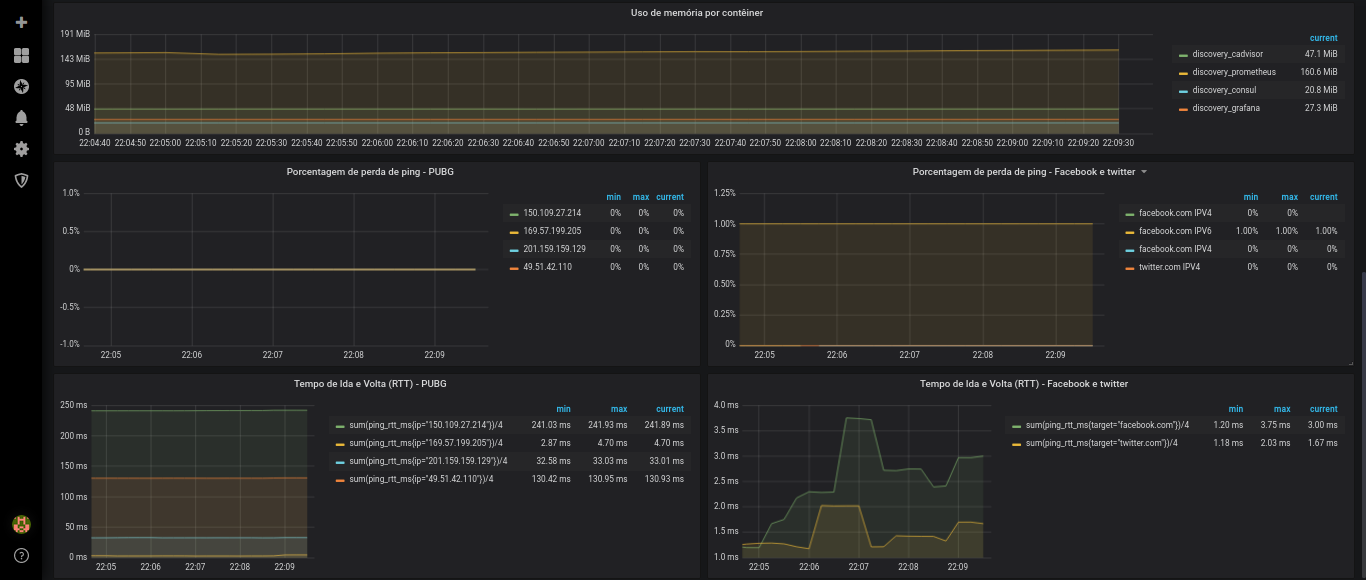 Uso de memória por contêiner
191 MiB
143 MiB
95 MiB
48 MiB
0 B
22:04:40 22:04:50 22:05:00 22:05:10 22:05:20 22:05:30 22:05:40 22:05:50 22:06:00 22:06:10 22:06:20 22:06:30 22:06:40 22:06:50 22:07:00 22:07:10 22:07:20 22:07:30 22:07:40 22:07:50 22:08:00 22:08:10 22:08:20 22:08:30 22:08:40 22:08:50 22:09:00 22:09:10 22:09:20 22:09:30
current
discovery_cadvisor 47.1 MiB
discovery_prometheus 160.6 MiB
discovery_consul 20.8 MiB
discovery_grafana 27.3 MiB
Porcentagem de perda de ping - PUBG
1.0%
0.5%
0%
-0.5%
-1.0%
22:05 22:06 22:07 22:08 22:09
min max current
150.109.27.214 0% 0% 0%
169.57.199.205 0% 0% 0%
201.159.159.129 0% 0% 0%
49.51.42.110 0% 0% 0%
Porcentagem de perda de ping - Facebook e twitter
1.25%
1.00%
0.75%
0.50%
0.25%
0%
22:05 22:06 22:07 22:08 22:09
min max current
facebook.com IPV4 0% 0%
facebook.com IPV6 1.00% 1.00% 1.00%
facebook.com IPV4 0% 0% 0%
twitter.com IPV4 0% 0% 0%
Tempo de Ida e Volta (RTT) - PUBG
250 ms
200 ms
150 ms
100 ms
50 ms
0 ms
22:05 22:06 22:07 22:08 22:09
min max current
sum(ping_rtt_ms{ip="150.109.27.214"})/4 241.03 ms 241.93 ms 241.89 ms
sum(ping_rtt_ms{ip="169.57.199.205"})/4 2.87 ms 4.70 ms 4.70 ms
sum(ping_rtt_ms{ip="201.159.159.129"})/4 32.58 ms 33.03 ms 33.01 ms
sum(ping_rtt_ms{ip="49.51.42.110"})/4 130.42 ms 130.95 ms 130.93 ms
Tempo de Ida e Volta (RTT) - Facebook e twitter
4.0 ms
3.5 ms
3.0 ms
2.5 ms
2.0 ms
1.5 ms
1.0 ms
22:05 22:06 22:07 22:08 22:09
min max current
sum(ping_rtt_ms{target="facebook.com"})/4 1.20 ms 3.75 ms 3.00 ms
sum(ping_rtt_ms{target="twitter.com"})/4 1.18 ms 2.03 ms 1.67 ms